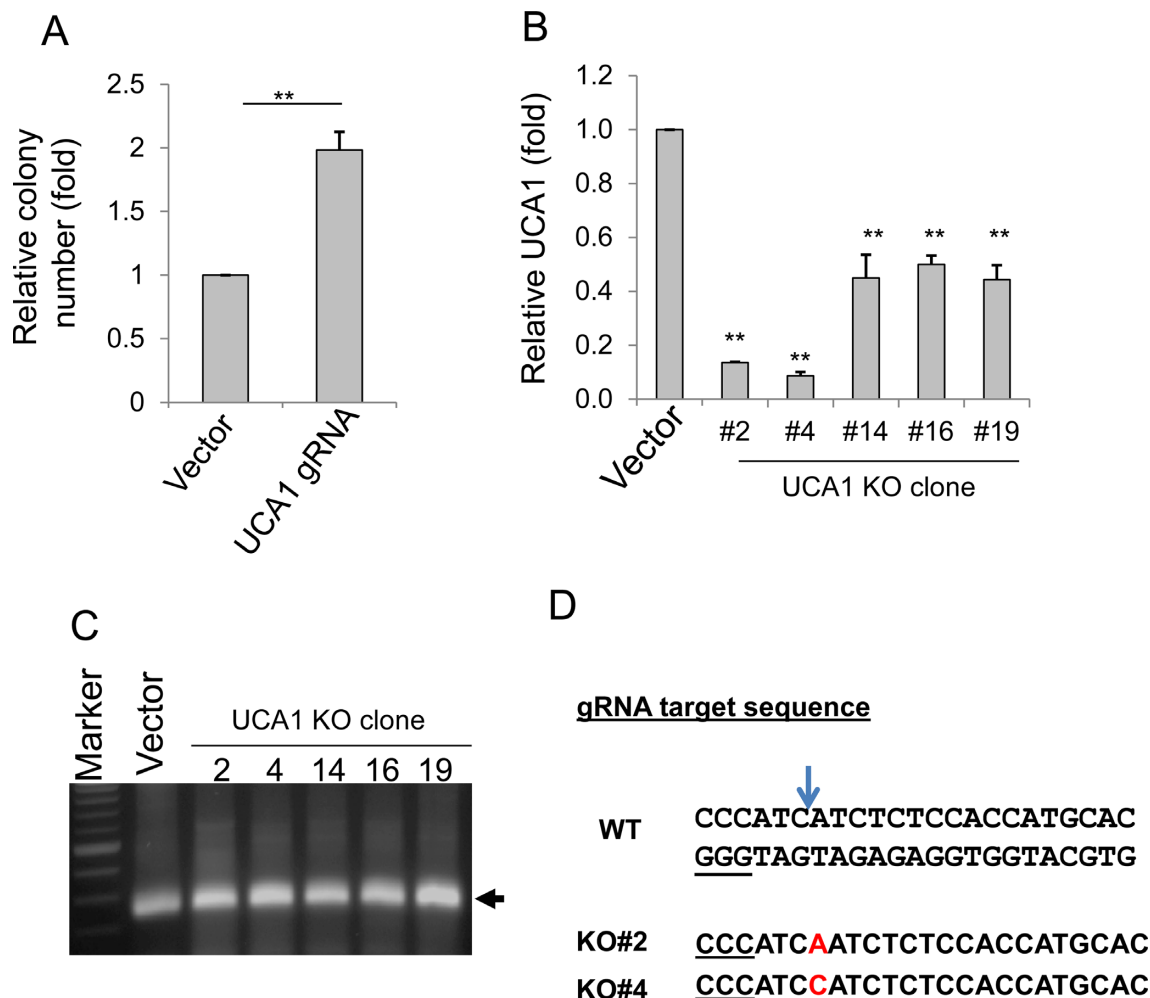 A
Relative colony
number (fold)
2.5
2
1.5
1
0.5
0
**
Vector
UCA1 gRNA
B
Relative UCA1 (fold)
1.2
1.0
0.8
0.6
0.4
0.2
0.0
**
**
**
**
**
Vector
#2
#4
#14
#16
#19
UCA1 KO clone
C
Marker
Vector
UCA1 KO clone
2 4 14 16 19
D
gRNA target sequence
WT
CCCATCATCTCTCCACCATGCAC
GGGTAGTAGAGAGGTGGTACGTG
KO#2 CCCATCAATCTCTCCACCATGCAC
KO#4 CCCATCCATCTCTCCACCATGCAC